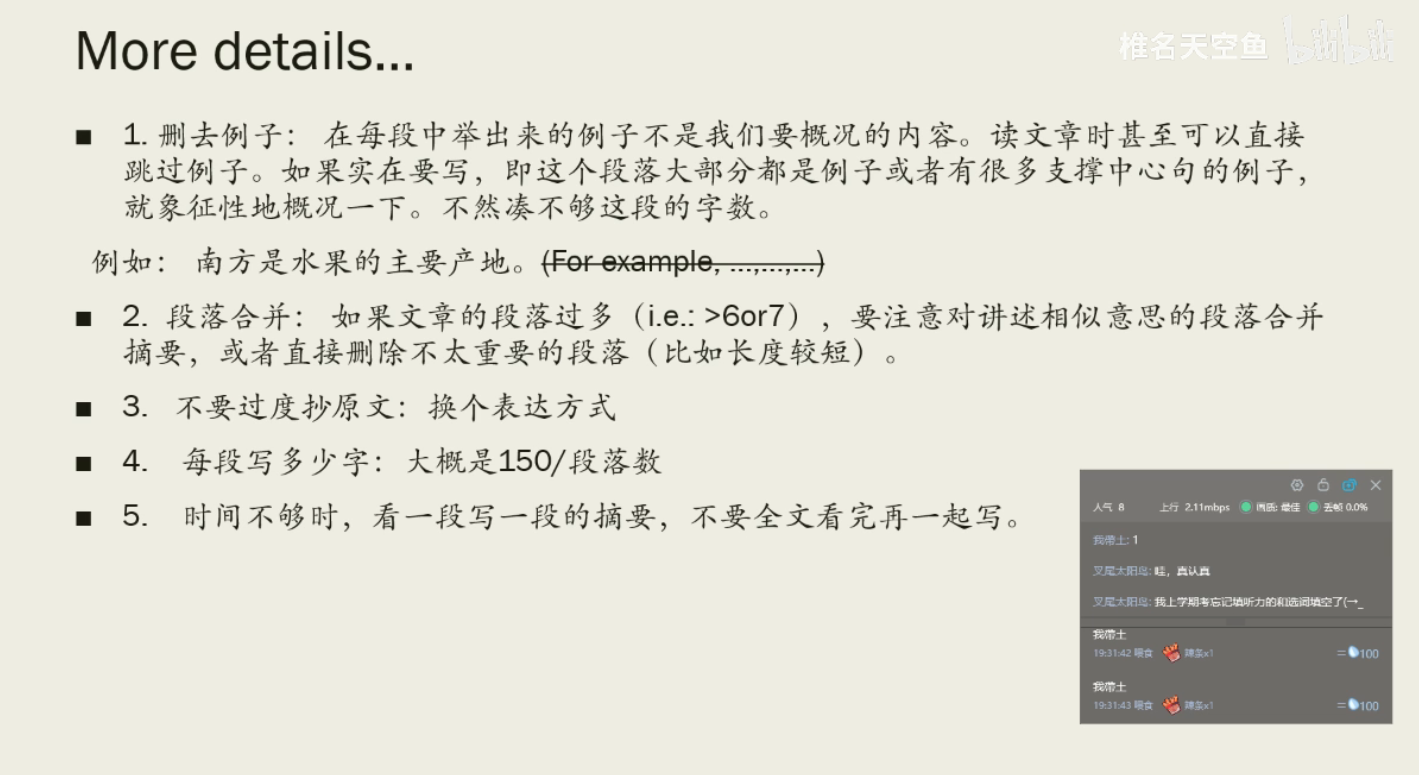 More details...
椎名天空鱼 bilibili
■ 1. 删去例子： 在每段中举出来的例子不是我们要概况的内容。读文章时甚至可以直接
跳过例子。如果实在要写，即这个段落大部分都是例子或者有很多支撑中心句的例子，
就象征性地概况一下。不然凑不够这段的字数。
例如： 南方是水果的主要产地。(For example, ...,...,...)
■ 2. 段落合并： 如果文章的段落过多（i.e.: >6or7），要注意对讲述相似意思的段落合并
摘要，或者直接删除不太重要的段落（比如长度较短）。
■ 3. 不要过度抄原文：换个表达方式
■ 4. 每段写多少字：大概是150/段落数
■ 5. 时间不够时，看一段写一段的摘要，不要全文看完再一起写。
人气 8 上行 2.11mbps 画质: 最佳 丢帧 0.0%
我带土: 1
叉尾太阳鸟: 哇，真认真
叉尾太阳鸟: 我上学期考忘记填听力的和选词填空了(→_
我带土
19:31:42 喂食 辣条x1 =100
我带土
19:31:43 喂食 辣条x1 =100